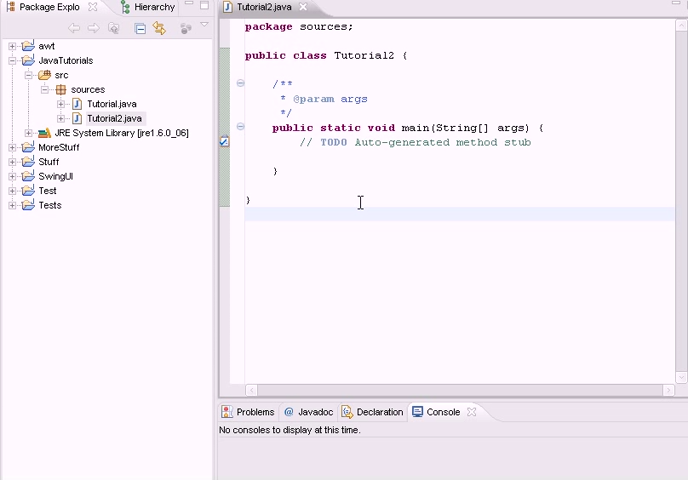 Package Explo
Hierarchy
awt
JavaTutorials
src
sources
Tutorial.java
Tutorial2.java
JRE System Library [jre1.6.0_06]
MoreStuff
Stuff
SwingUI
Test
Tests
Tutorial2.java
package sources;
public class Tutorial2 {
/**
* @param args
*/
public static void main(String[] args) {
// TODO Auto-generated method stub
}
}
Problems
@ Javadoc
Declaration
Console
No consoles to display at this time.